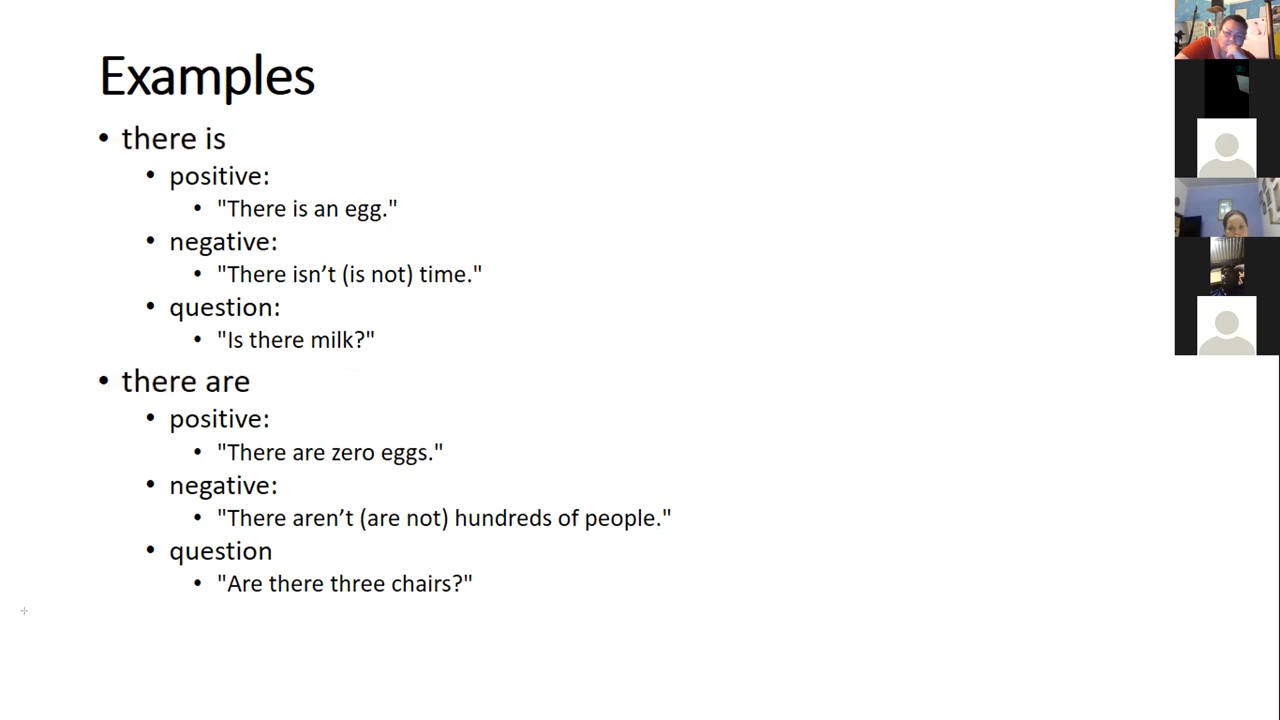 Examples
• there is
• positive:
• "There is an egg."
• negative:
• "There isn’t (is not) time."
• question:
• "Is there milk?"
• there are
• positive:
• "There are zero eggs."
• negative:
• "There aren’t (are not) hundreds of people."
• question
• "Are there three chairs?"